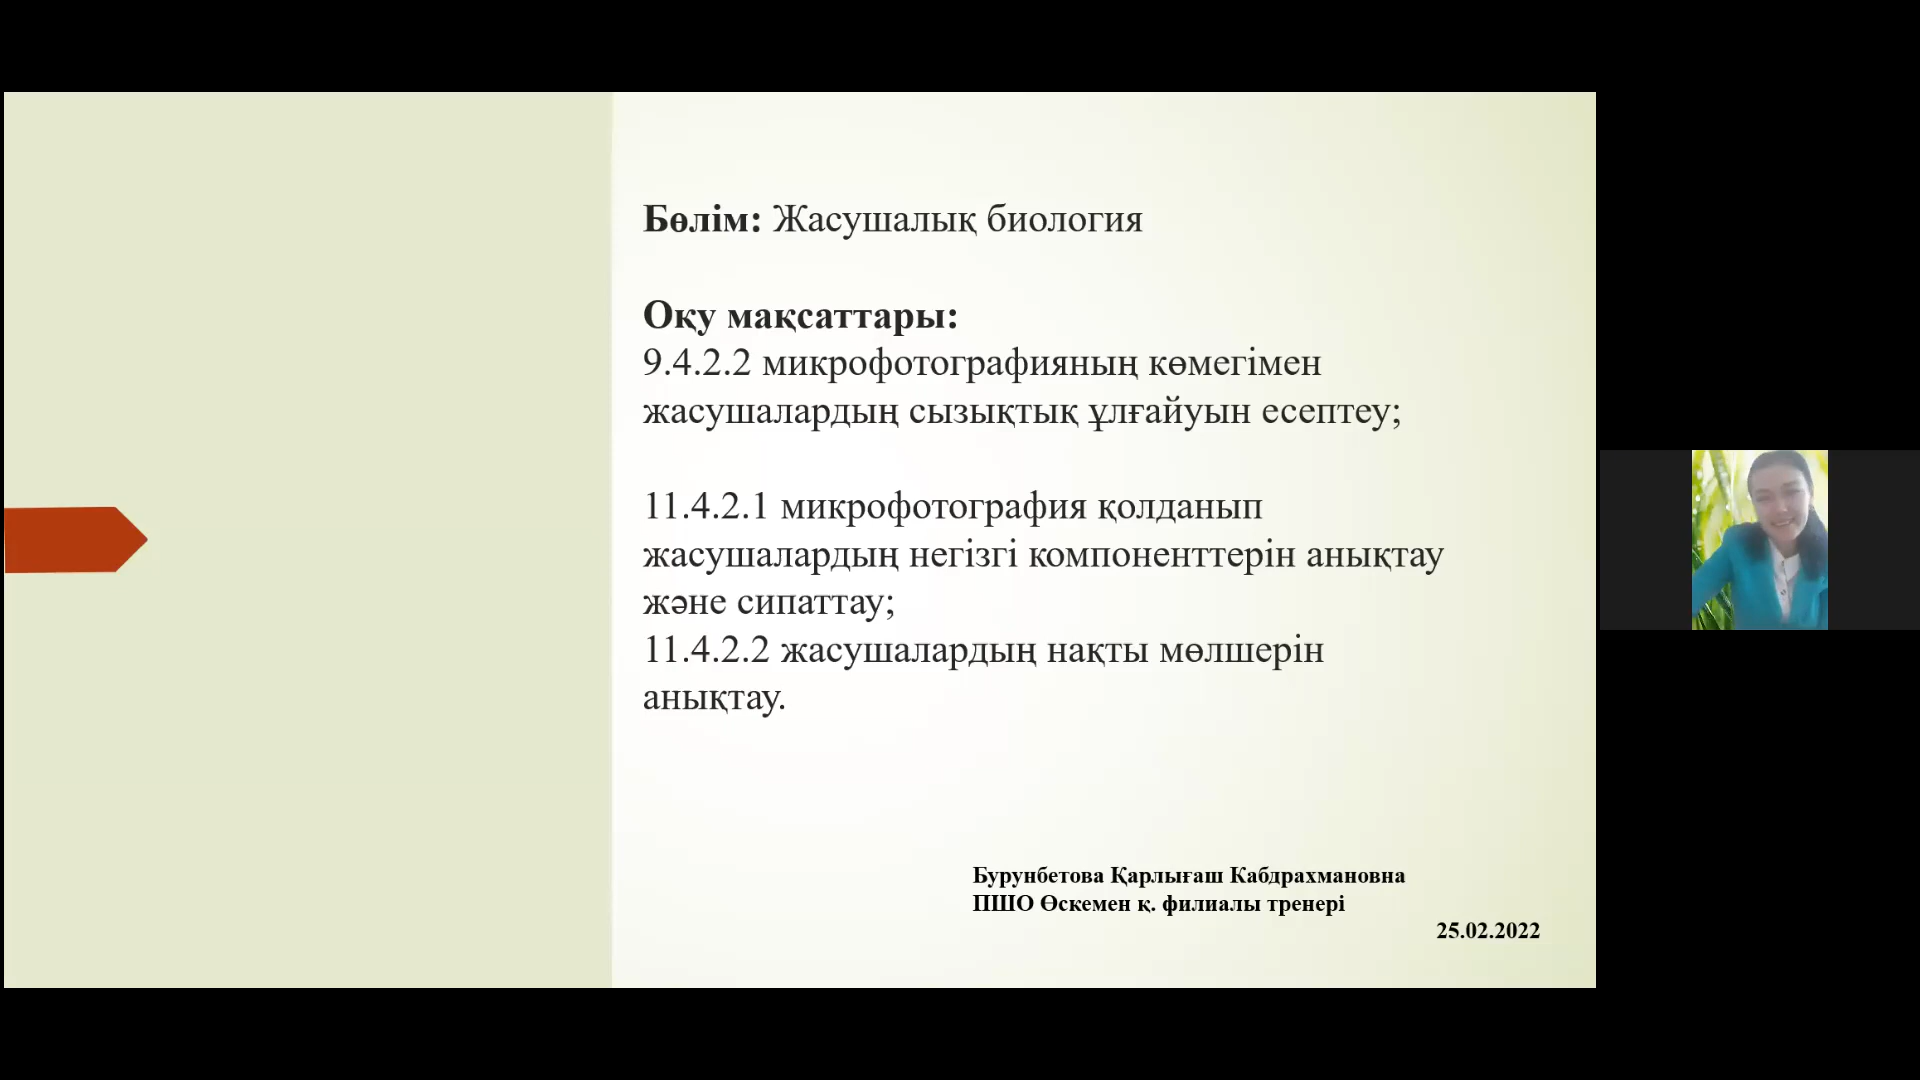 Бөлім: Жасушалық биология
Оқу мақсаттары:
9.4.2.2 микрофотографияның көмегімен
жасушалардың сызықтық ұлғайуын есептеу;
11.4.2.1 микрофотография қолданып
жасушалардың негізгі компоненттерін анықтау
және сипаттау;
11.4.2.2 жасушалардың нақты мөлшерін
анықтау.
Бурунбетова Қарлығаш Кабдрахмановна
ПШО Өскемен қ. филиалы тренері
25.02.2022